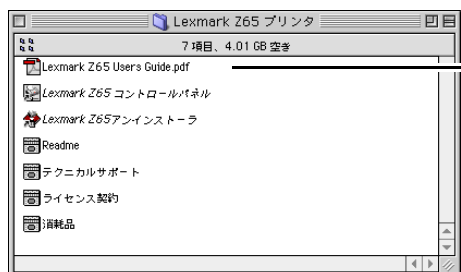 Lexmark Z65 プリンタ
7 項目、4.01 GB 空き
Lexmark Z65 Users Guide.pdf
Lexmark Z65 コントロールパネル
Lexmark Z65アンインストーラ
Readme
テクニカルサポート
ライセンス契約
消耗品